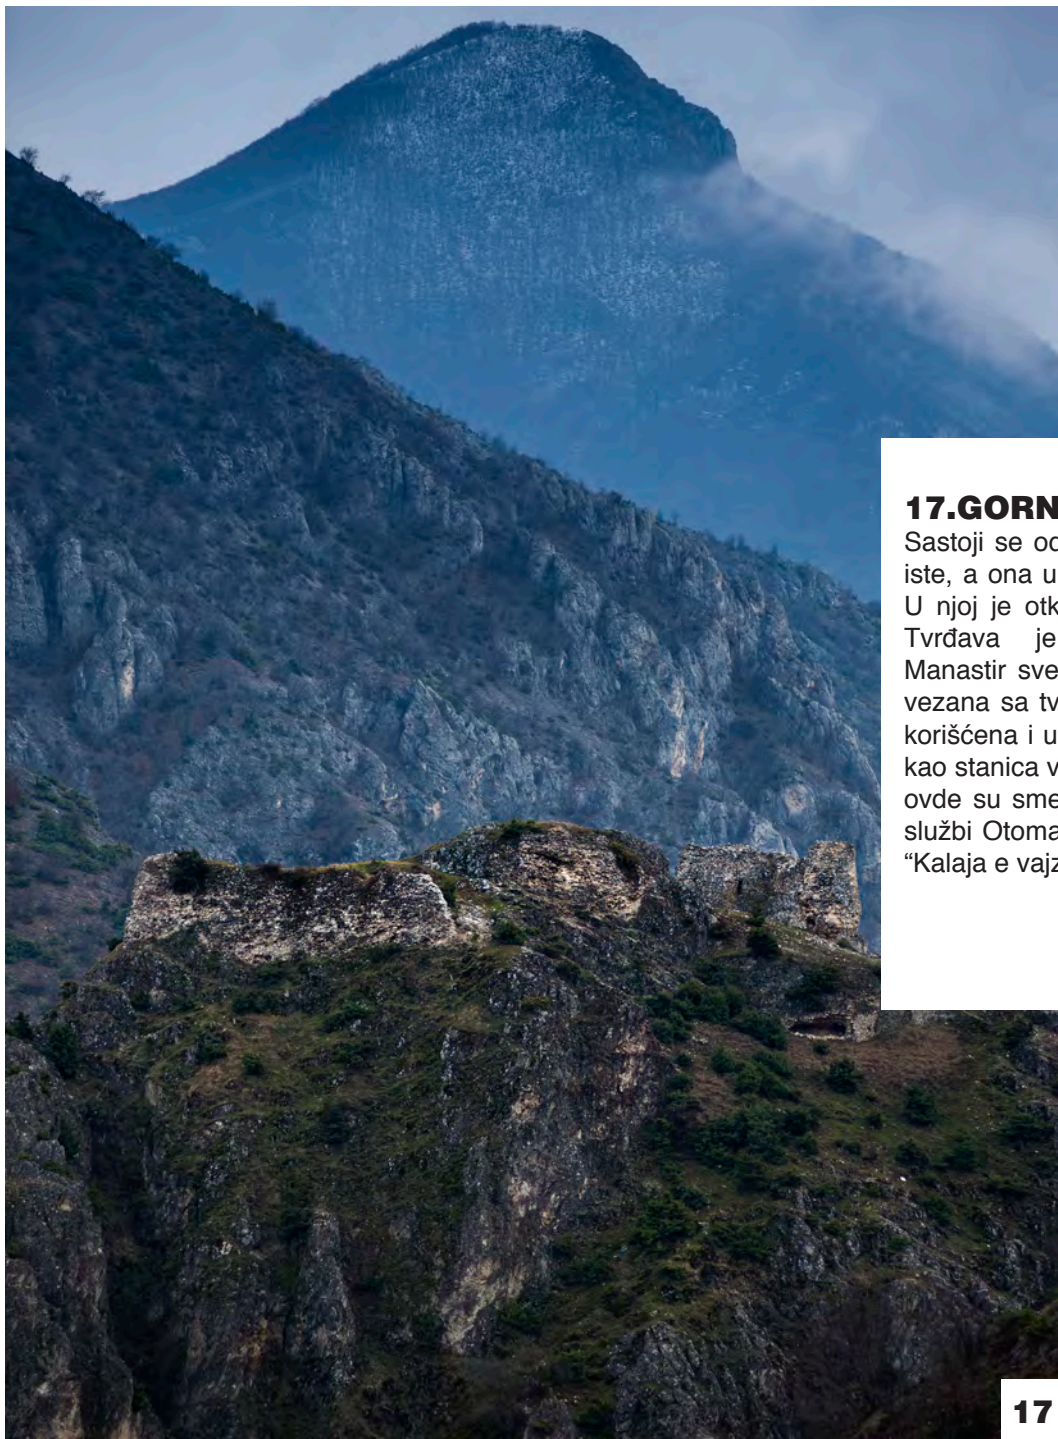 17.GORN
Sastoji se od
iste, a ona u
U njoj je otk
Tvrđava je
Manastir sve
vezana sa tv
korišćena i u
kao stanica v
ovde su sme
službi Otoma
“Kalaja e vajz
17